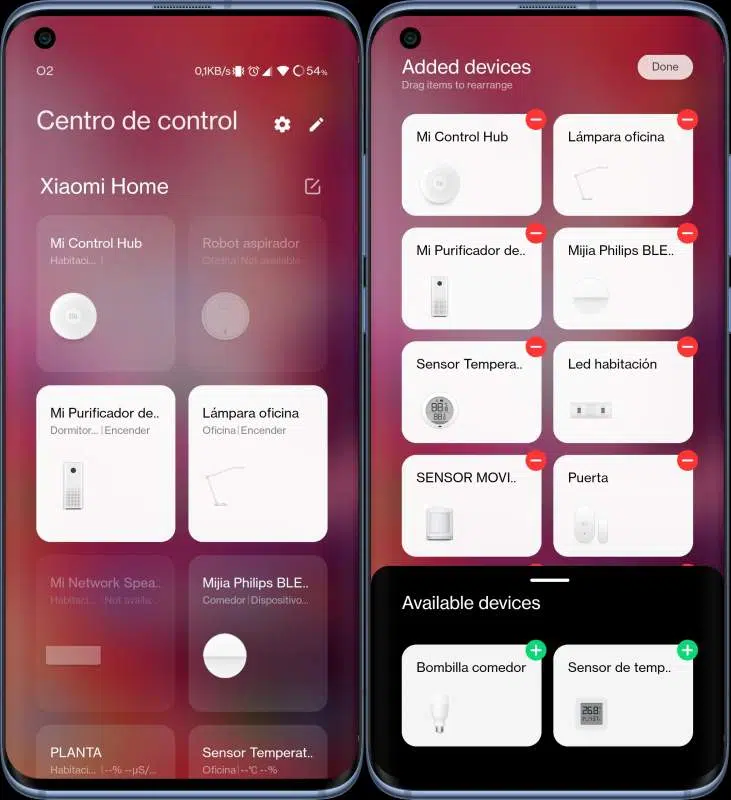 O2
0,1KB/s
54%
Centro de control
Xiaomi Home
Mi Control Hub
Habitaci... |
Robot aspirador
Oficina | Not available
Mi Purificador de..
Dormitor... | Encender
Lámpara oficina
Oficina | Encender
Mi Network Spea..
Habitaci... | Not availa..
Mijia Philips BLE..
Comedor | Dispositivo...
PLANTA
Habitaci... | --% --µS/...
Sensor Temperat..
Oficina | --℃ --%
Added devices
Done
Drag items to rearrange
Mi Control Hub
Lámpara oficina
Mi Purificador de..
Mijia Philips BLE..
Sensor Tempera..
Led habitación
SENSOR MOVI..
Puerta
Available devices
Bombilla comedor
Sensor de temp..
26.8